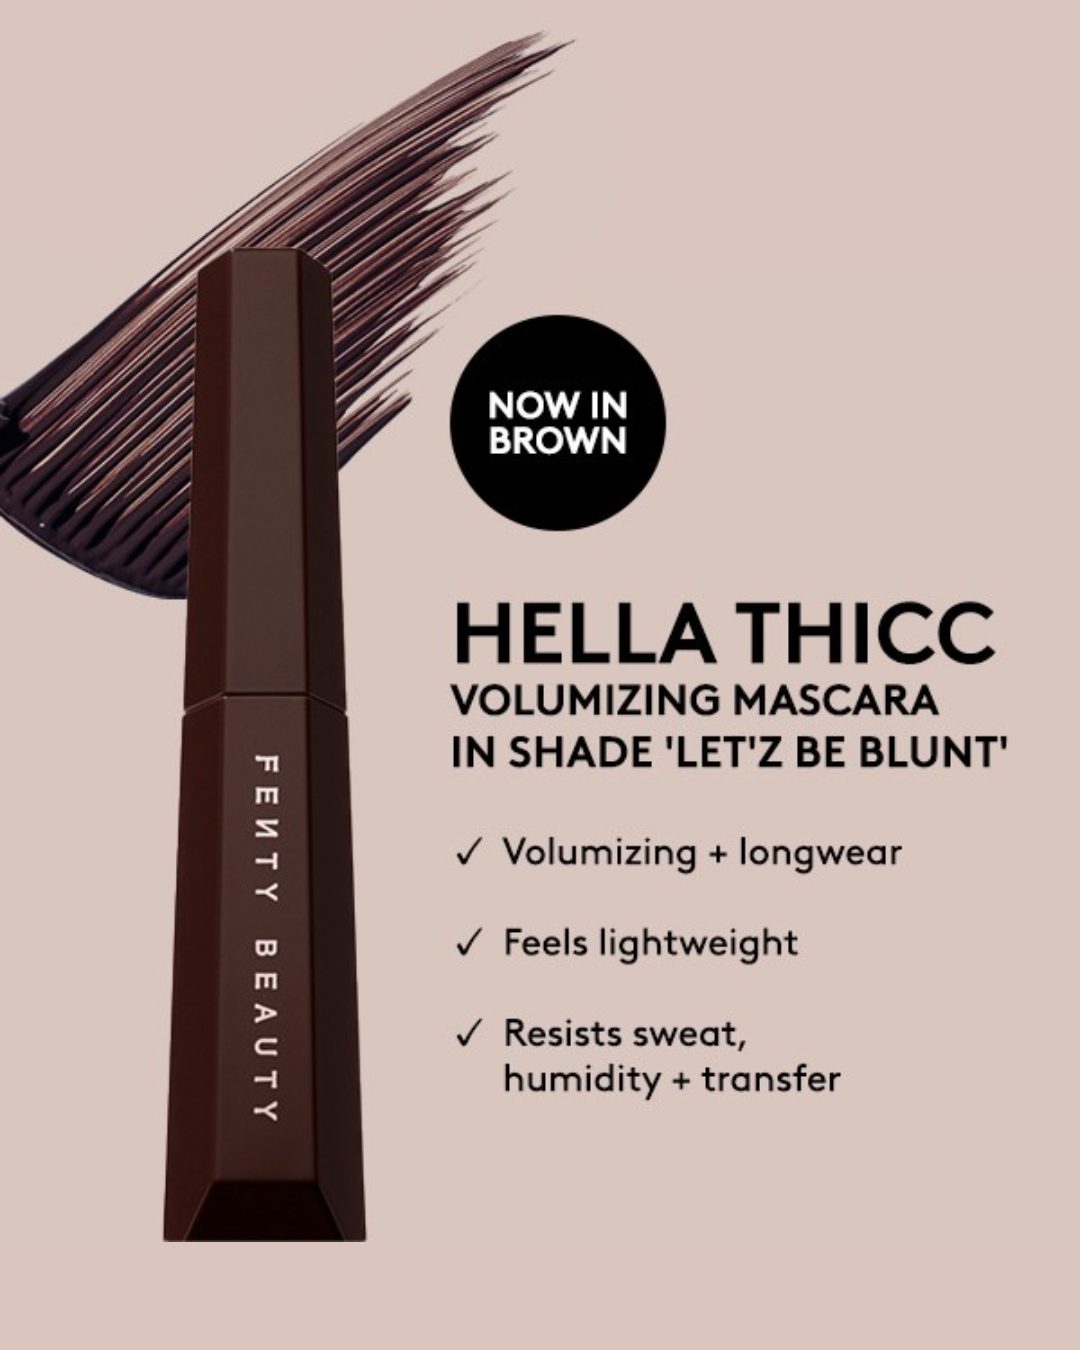 NOW IN
BROWN
HELLA THICC
VOLUMIZING MASCARA
IN SHADE 'LET'Z BE BLUNT'
✓ Volumizing + longwear
✓ Feels lightweight
✓ Resists sweat,
humidity + transfer
FENTY BEAUTY